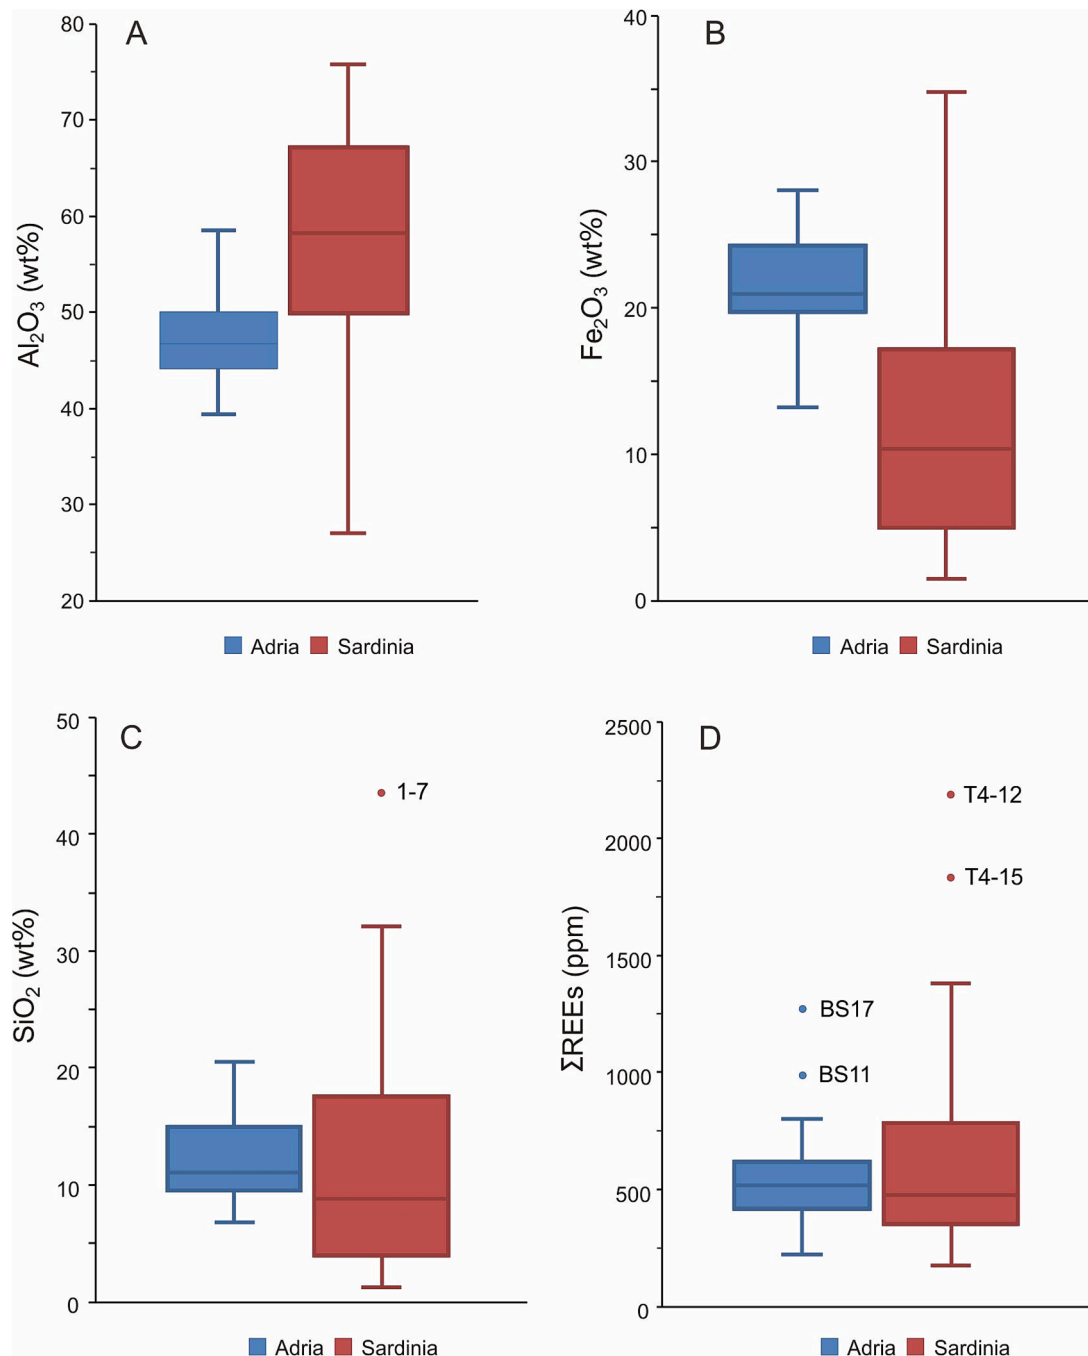 A
80
70
60
50
40
30
20
Al₂O₃ (wt%)
Adria Sardinia
B
40
30
20
10
0
Fe₂O₃ (wt%)
Adria Sardinia
C
50
40
30
20
10
0
SiO₂ (wt%)
1-7
Adria Sardinia
D
2500
2000
1500
1000
500
0
ΣREEs (ppm)
T4-12
T4-15
BS17
BS11
Adria Sardinia